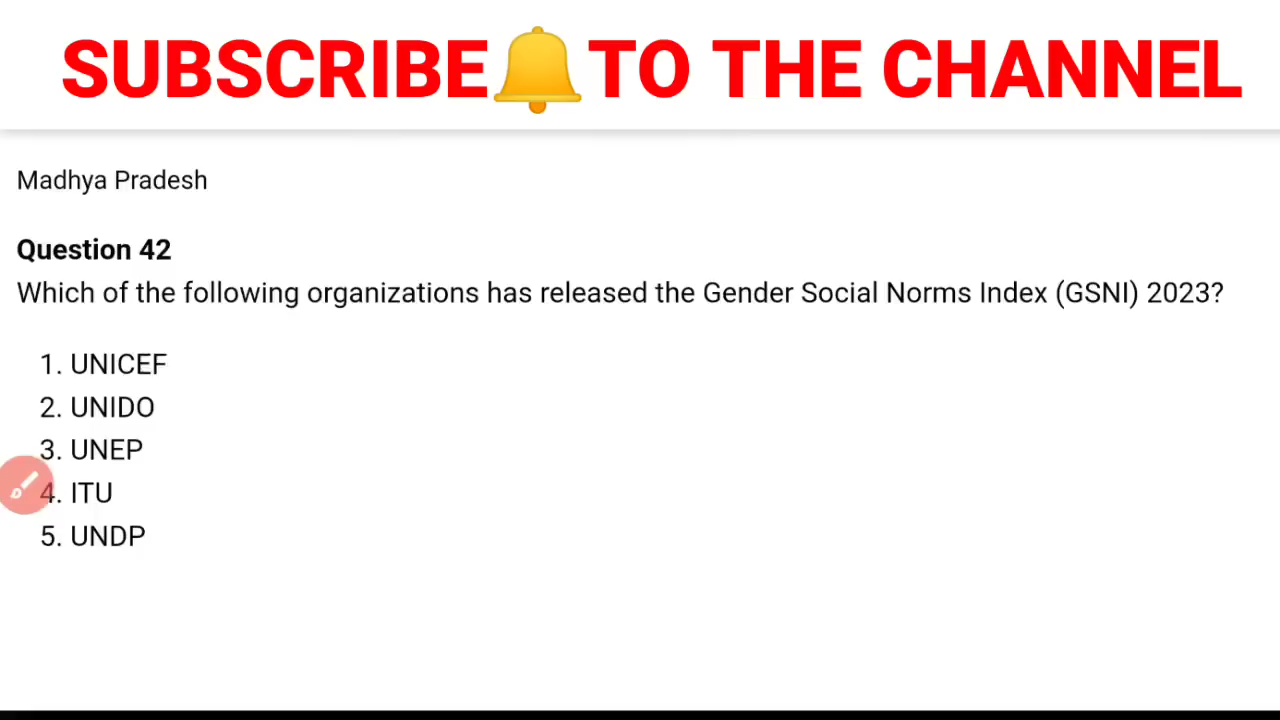 SUBSCRIBE🔔TO THE CHANNEL
Madhya Pradesh
Question 42
Which of the following organizations has released the Gender Social Norms Index (GSNI) 2023?
1. UNICEF
2. UNIDO
3. UNEP
4. ITU
5. UNDP